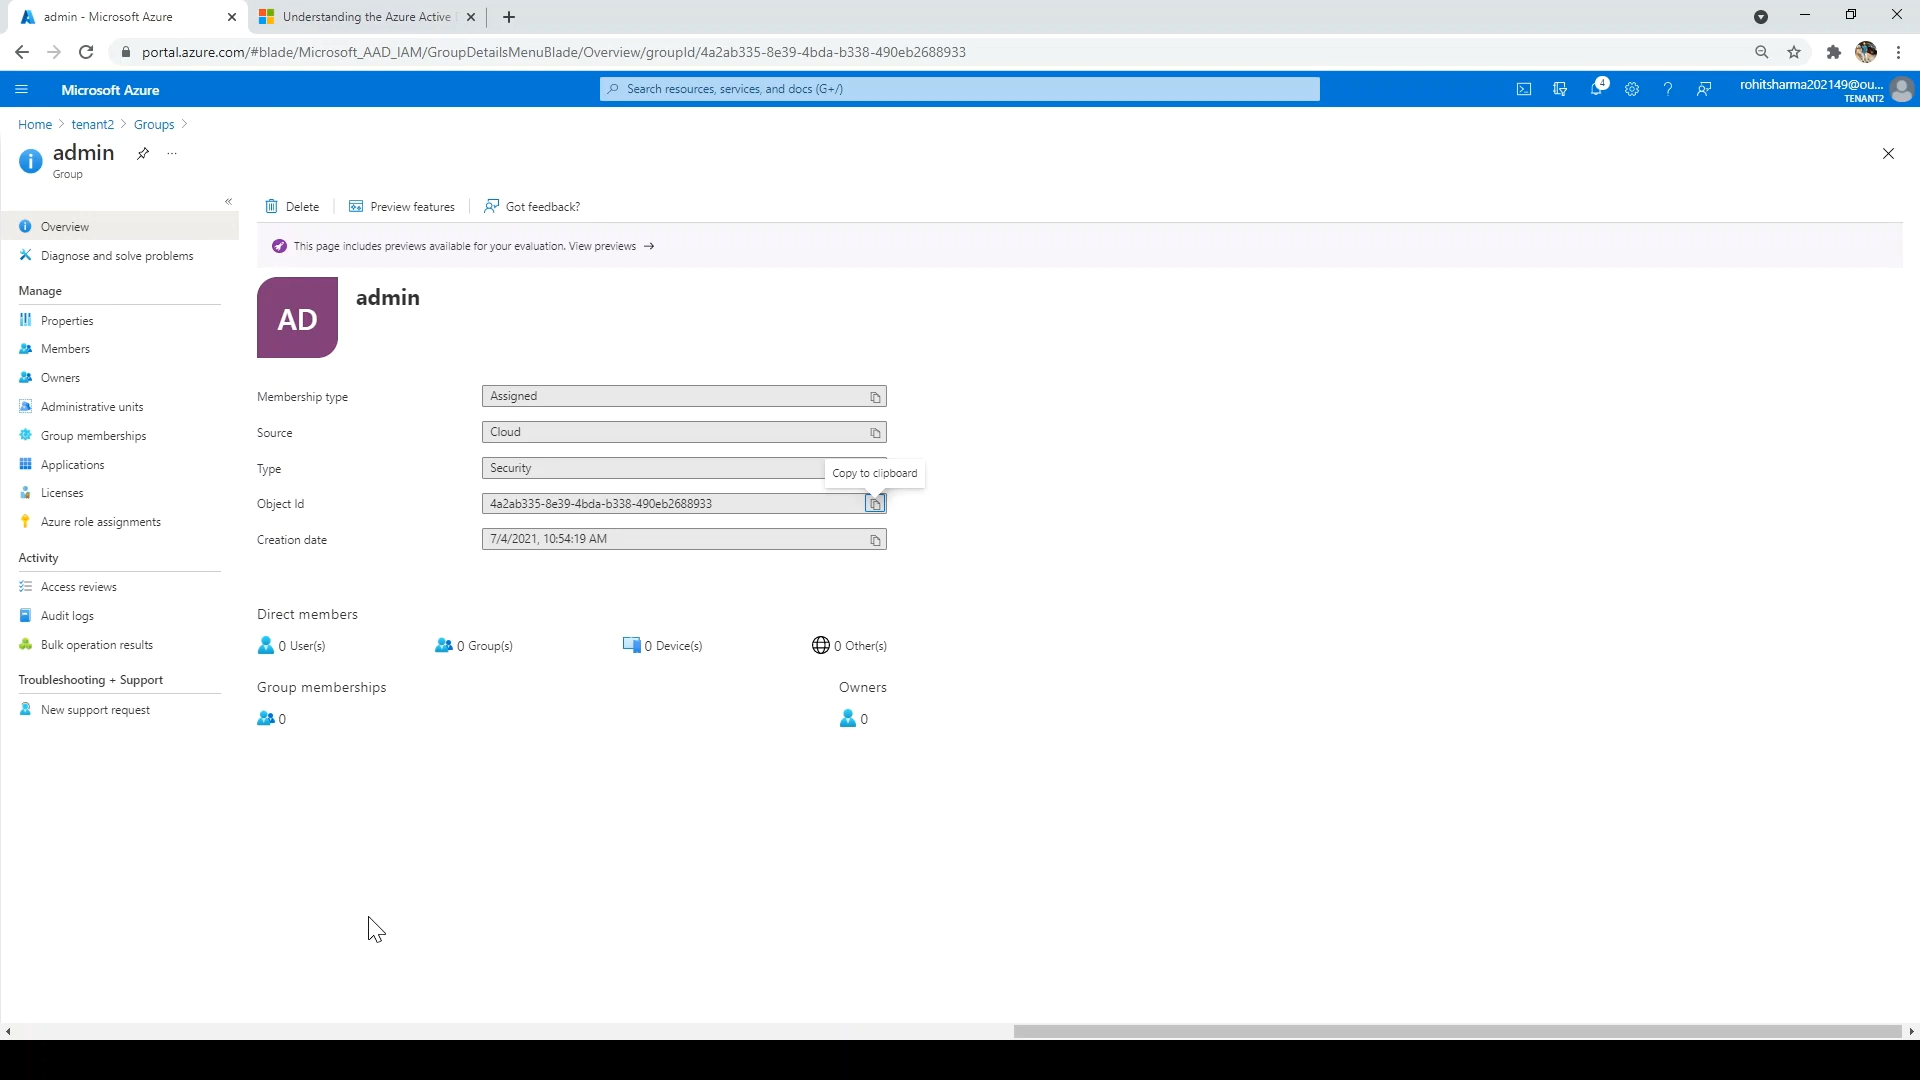 admin - Microsoft Azure
Understanding the Azure Active
portal.azure.com/#blade/Microsoft_AAD_IAM/GroupDetailsMenuBlade/Overview/groupId/4a2ab335-8e39-4bda-b338-490eb2688933
Microsoft Azure
Search resources, services, and docs (G+/)
4
rohitsharma202149@ou...
TENANT2
Home > tenant2 > Groups >
admin
Group
Delete
Preview features
Got feedback?
Overview
Diagnose and solve problems
Manage
Properties
Members
Owners
Administrative units
Group memberships
Applications
Licenses
Azure role assignments
Activity
Access reviews
Audit logs
Bulk operation results
Troubleshooting + Support
New support request
This page includes previews available for your evaluation. View previews →
AD
admin
Membership type
Assigned
Source
Cloud
Type
Security
Copy to clipboard
Object Id
4a2ab335-8e39-4bda-b338-490eb2688933
Creation date
7/4/2021, 10:54:19 AM
Direct members
0 User(s)
0 Group(s)
0 Device(s)
0 Other(s)
Group memberships
Owners
0
0